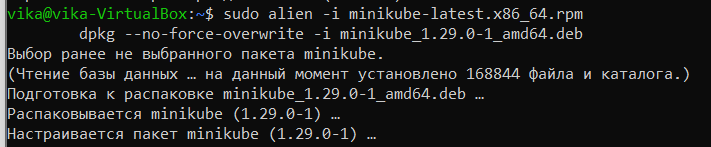 vika@vika-VirtualBox:~$ sudo alien -i minikube-latest.x86_64.rpm
dpkg --no-force-overwrite -i minikube_1.29.0-1_amd64.deb
Выбор ранее не выбранного пакета minikube.
(Чтение базы данных … на данный момент установлено 168844 файла и каталога.)
Подготовка к распаковке minikube_1.29.0-1_amd64.deb …
Распаковывается minikube (1.29.0-1) …
Настраивается пакет minikube (1.29.0-1) …